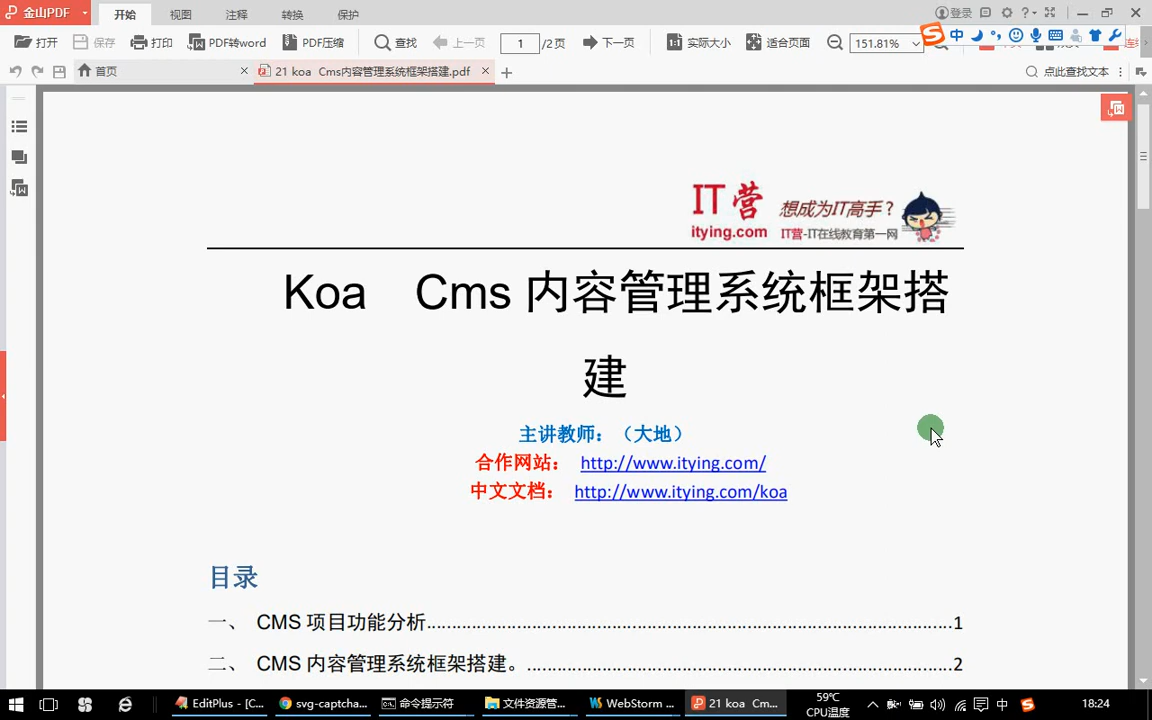 金山PDF 开始 视图 注释 转换 保护 登录
打开 保存 打印 PDF转word PDF压缩 查找 上一页 1 /2页 下一页 实际大小 适合页面 151.81% 中
首页 21 koa Cms内容管理系统框架搭建.pdf 点此查找文本
IT营 想成为IT高手？
itying.com IT营-IT在线教育第一网
Koa Cms 内容管理系统框架搭
建
主讲教师：（大地）
合作网站： http://www.itying.com/
中文文档： http://www.itying.com/koa
目录
一、 CMS 项目功能分析...1
二、 CMS 内容管理系统框架搭建。...2
EditPlus - [C... svg-captcha... 命令提示符 文件资源管... WebStorm ... 21 koa Cm... 59℃ 中 18:24
CPU温度